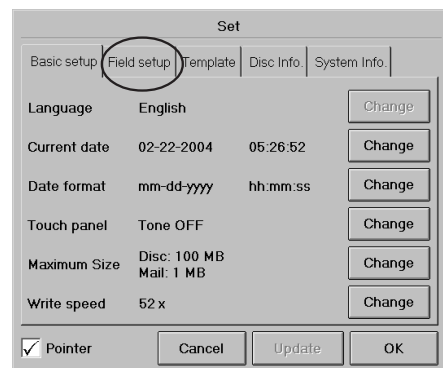 Set
Basic setup Field setup Template Disc Info. System Info.
Language English Change
Current date 02-22-2004 05:26:52 Change
Date format mm-dd-yyyy hh:mm:ss Change
Touch panel Tone OFF Change
Maximum Size Disc: 100 MB
Mail: 1 MB Change
Write speed 52 x Change
Pointer Cancel Update OK